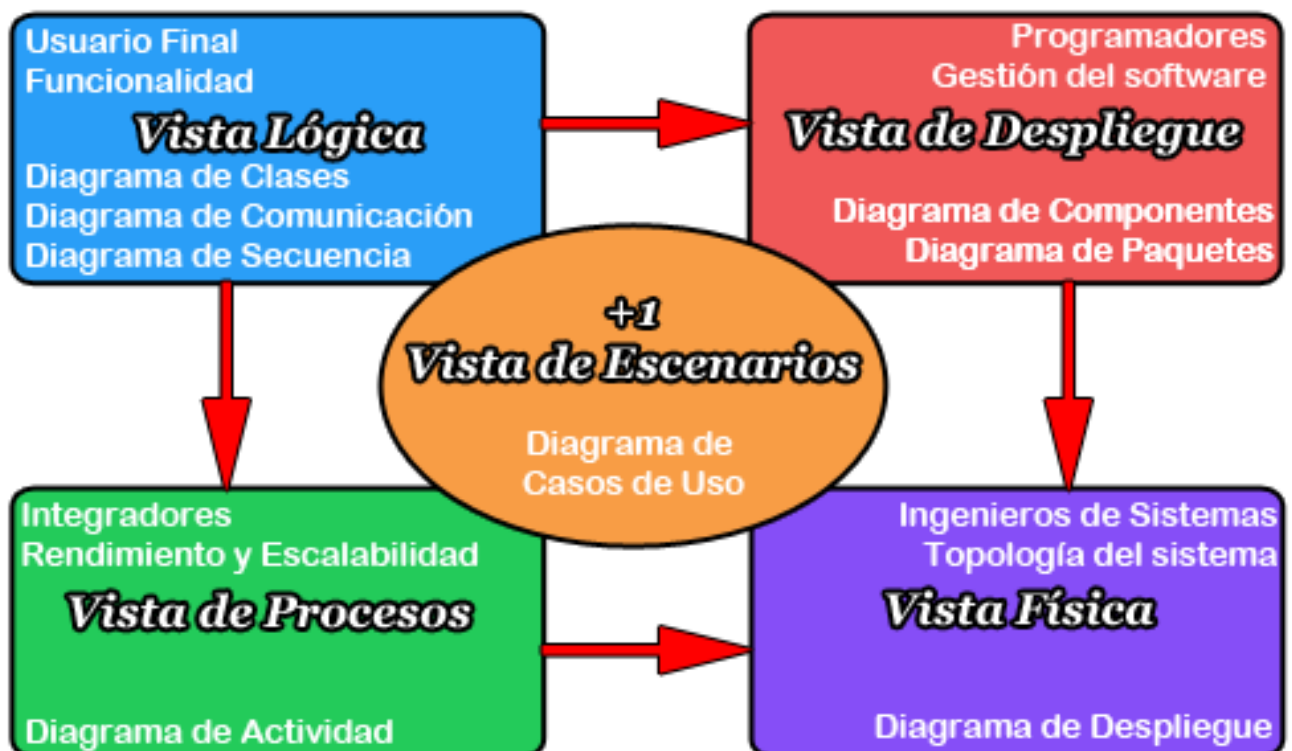 Usuario Final
Funcionalidad
Vista Lógica
Diagrama de Clases
Diagrama de Comunicación
Diagrama de Secuencia
Programadores
Gestión del software
Vista de Despliegue
Diagrama de Componentes
Diagrama de Paquetes
+1
Vista de Escenarios
Diagrama de
Casos de Uso
Integradores
Rendimiento y Escalabilidad
Vista de Procesos
Diagrama de Actividad
Ingenieros de Sistemas
Topología del sistema
Vista Física
Diagrama de Despliegue